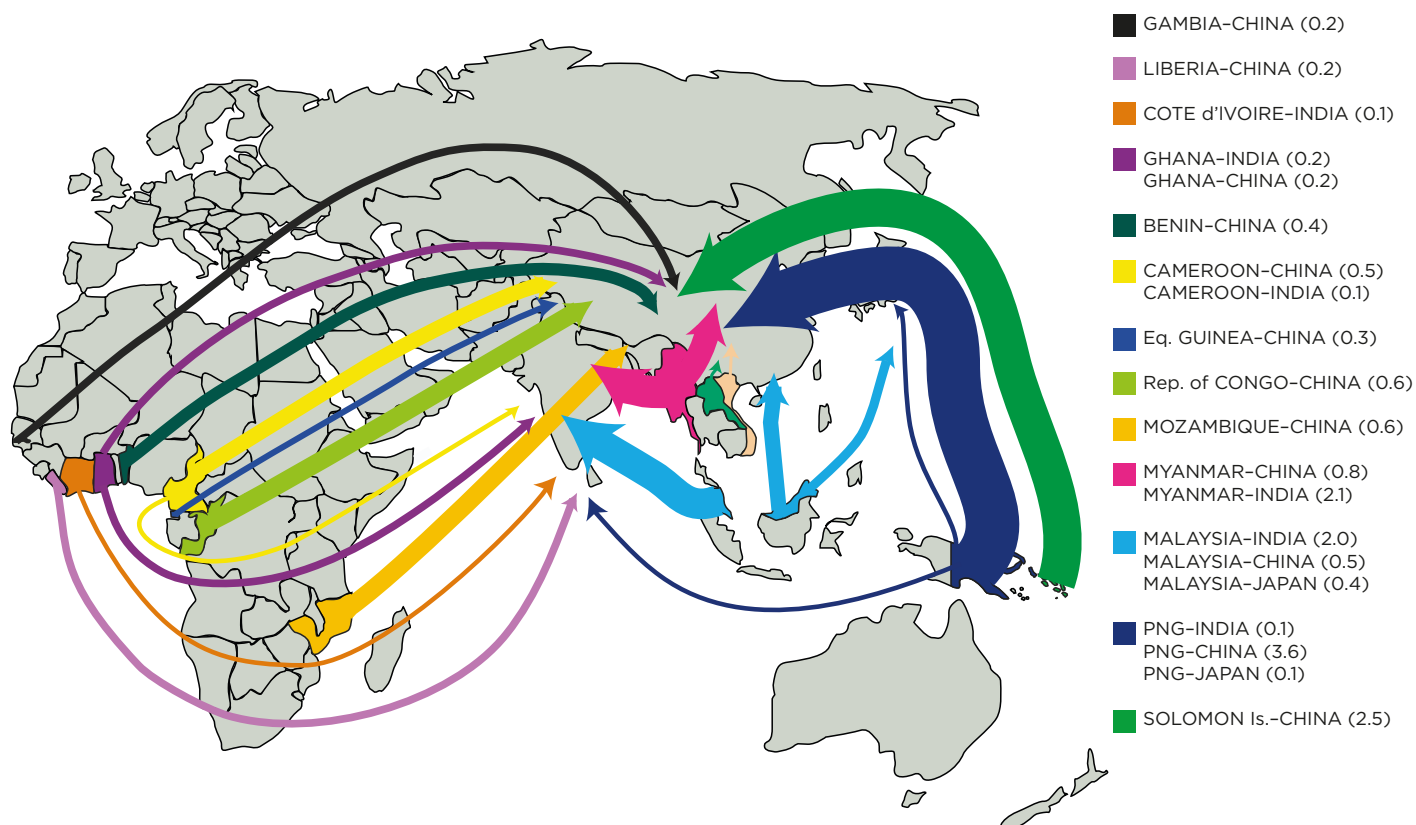 GAMBIA–CHINA (0.2)
LIBERIA–CHINA (0.2)
COTE d'IVOIRE–INDIA (0.1)
GHANA–INDIA (0.2)
GHANA–CHINA (0.2)
BENIN–CHINA (0.4)
CAMEROON–CHINA (0.5)
CAMEROON–INDIA (0.1)
Eq. GUINEA–CHINA (0.3)
Rep. of CONGO–CHINA (0.6)
MOZAMBIQUE–CHINA (0.6)
MYANMAR–CHINA (0.8)
MYANMAR–INDIA (2.1)
MALAYSIA–INDIA (2.0)
MALAYSIA–CHINA (0.5)
MALAYSIA–JAPAN (0.4)
PNG–INDIA (0.1)
PNG–CHINA (3.6)
PNG–JAPAN (0.1)
SOLOMON Is.–CHINA (2.5)